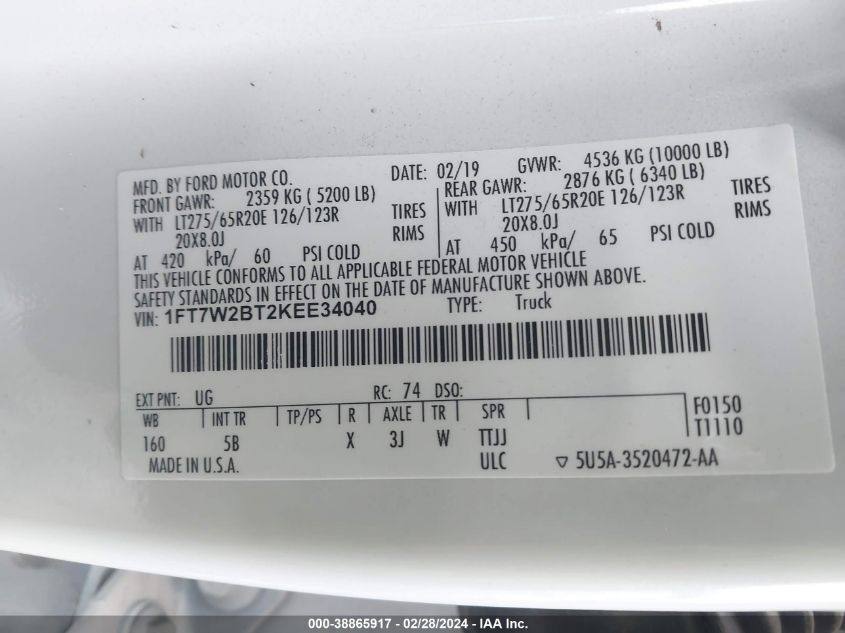 MFD. BY FORD MOTOR CO. DATE: 02/19 GVWR: 4536 KG (10000 LB)
FRONT GAWR: 2359 KG ( 5200 LB) REAR GAWR: 2876 KG ( 6340 LB)
WITH LT275/65R20E 126/123R TIRES WITH LT275/65R20E 126/123R TIRES
20X8.0J RIMS 20X8.0J RIMS
AT 420 kPa/ 60 PSI COLD AT 450 kPa/ 65 PSI COLD
THIS VEHICLE CONFORMS TO ALL APPLICABLE FEDERAL MOTOR VEHICLE
SAFETY STANDARDS IN EFFECT ON THE DATE OF MANUFACTURE SHOWN ABOVE.
VIN: 1FT7W2BT2KEE34040 TYPE: Truck
EXT PNT: UG RC: 74 DSO:
WB INT TR TP/PS R AXLE TR SPR F0150
160 5B X 3J W TTJJ T1110
MADE IN U.S.A. ULC ▽ 5U5A-3520472-AA
000-38865917 - 02/28/2024 - IAA Inc.